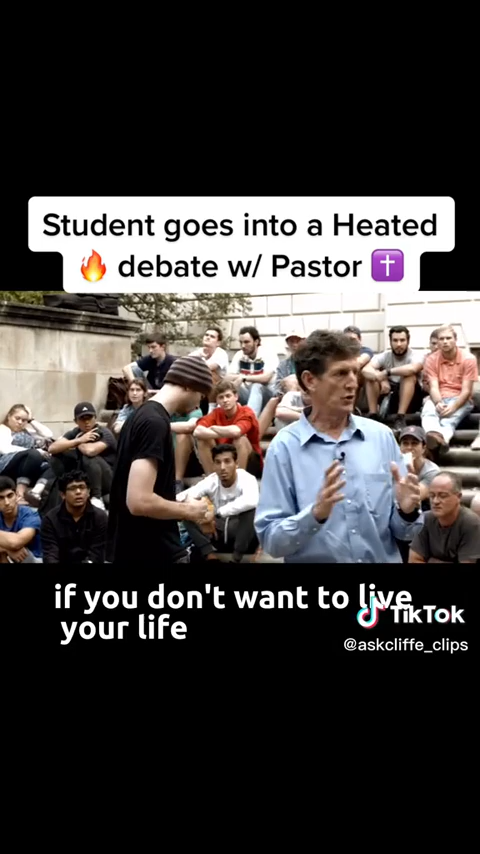 Student goes into a Heated
🔥 debate w/ Pastor ✝️
if you don't want to live
your life
TikTok
@askcliffe_clips